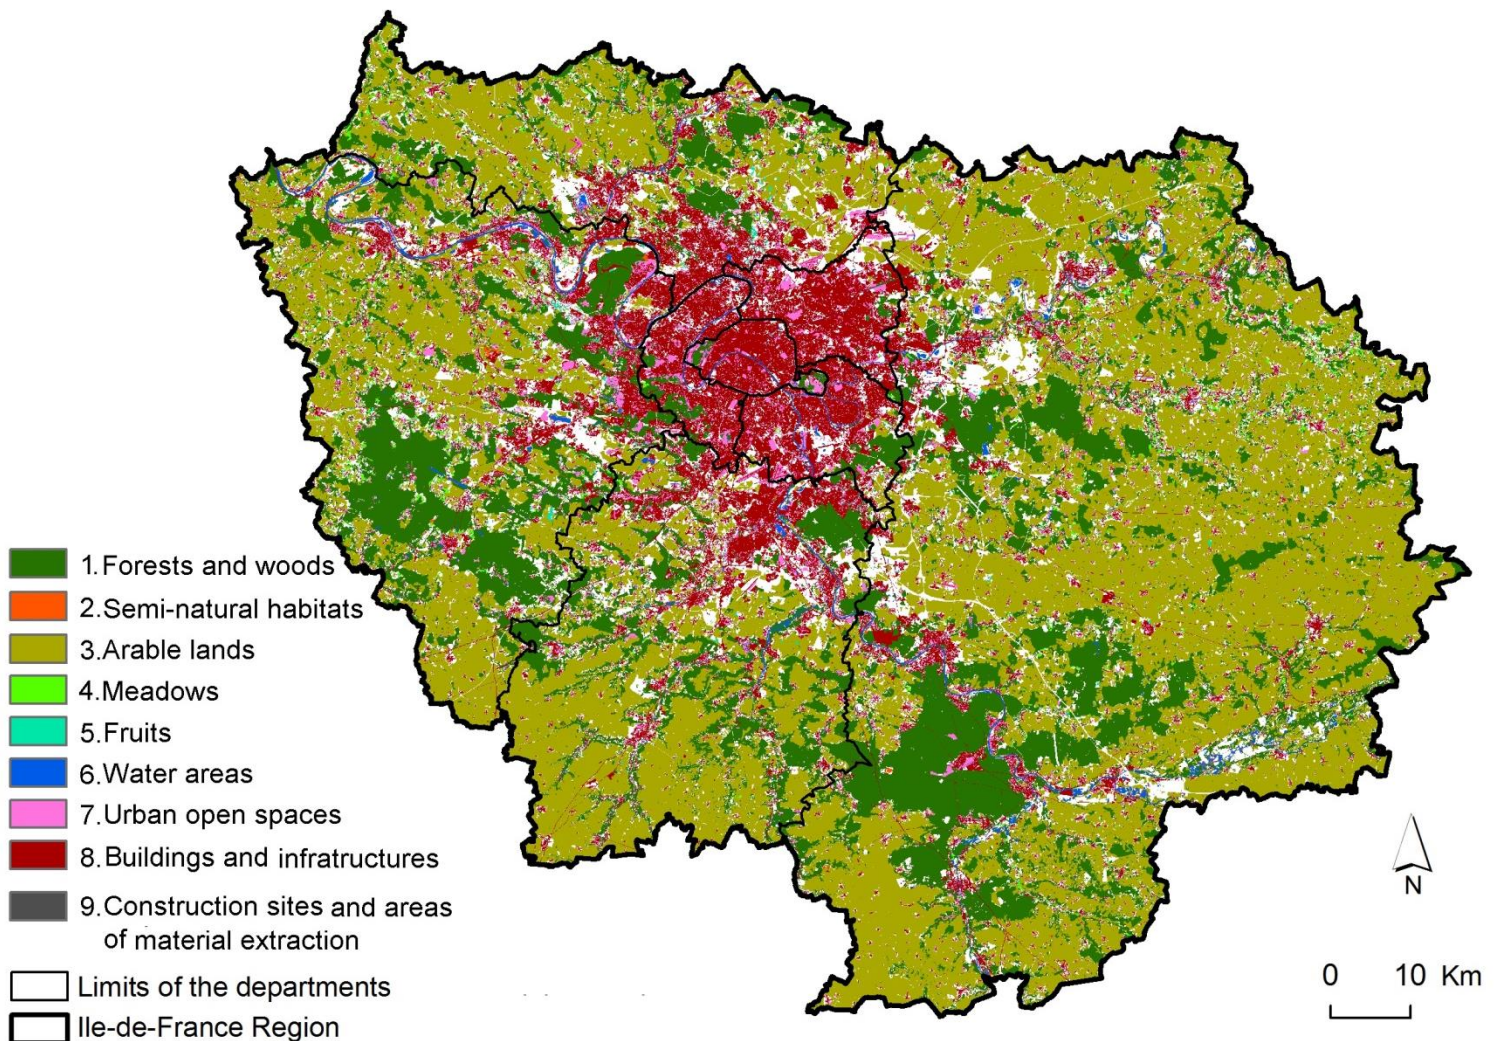 1.Forests and woods
2.Semi-natural habitats
3.Arable lands
4.Meadows
5.Fruits
6.Water areas
7.Urban open spaces
8.Buildings and infratructures
9.Construction sites and areas
of material extraction
Limits of the departments
Ile-de-France Region
N
0 10 Km